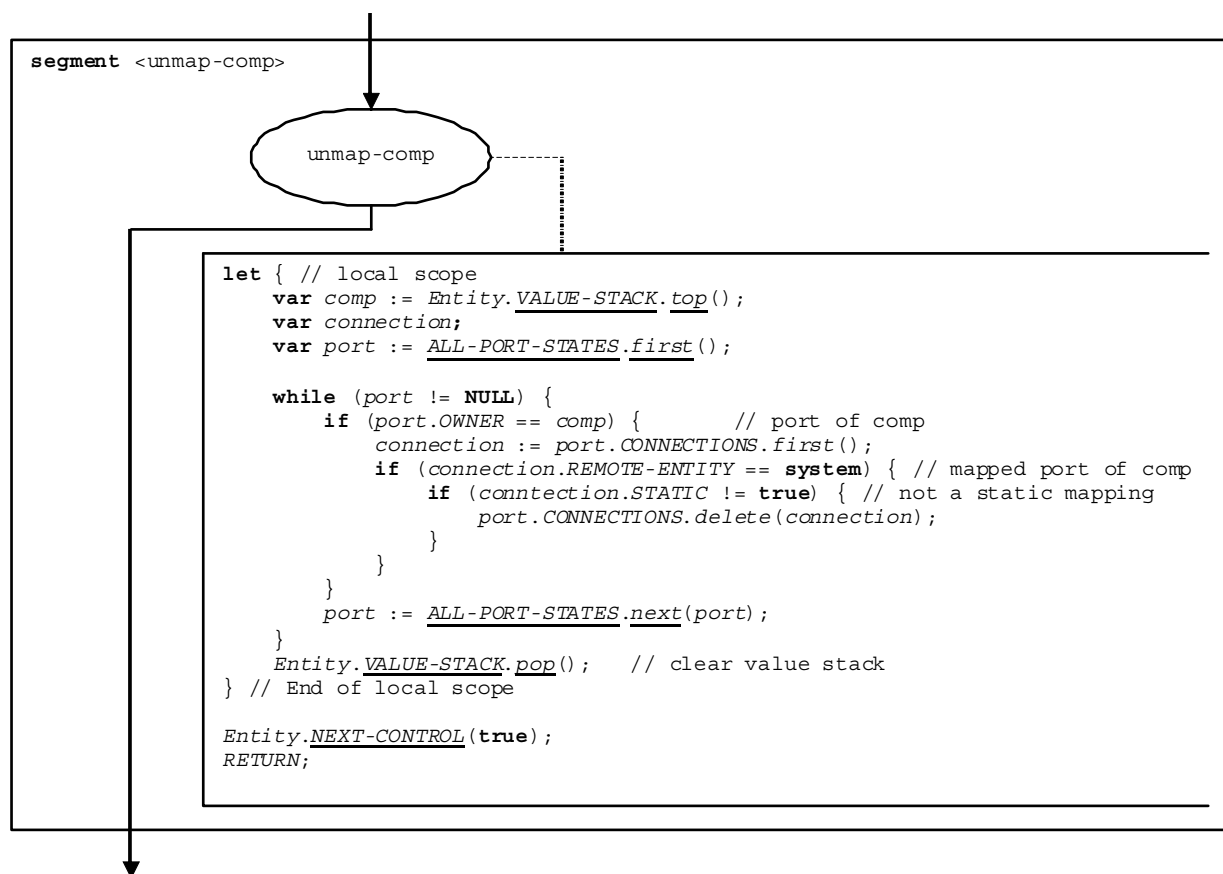 segment <unmap-comp>
unmap-comp
let { // local scope
var comp := Entity.VALUE-STACK.top();
var connection;
var port := ALL-PORT-STATES.first();
while (port != NULL) {
if (port.OWNER == comp) { // port of comp
connection := port.CONNECTIONS.first();
if (connection.REMOTE-ENTITY == system) { // mapped port of comp
if (conntection.STATIC != true) { // not a static mapping
port.CONNECTIONS.delete(connection);
}
}
}
port := ALL-PORT-STATES.next(port);
}
Entity.VALUE-STACK.pop(); // clear value stack
} // End of local scope
Entity.NEXT-CONTROL(true);
RETURN;